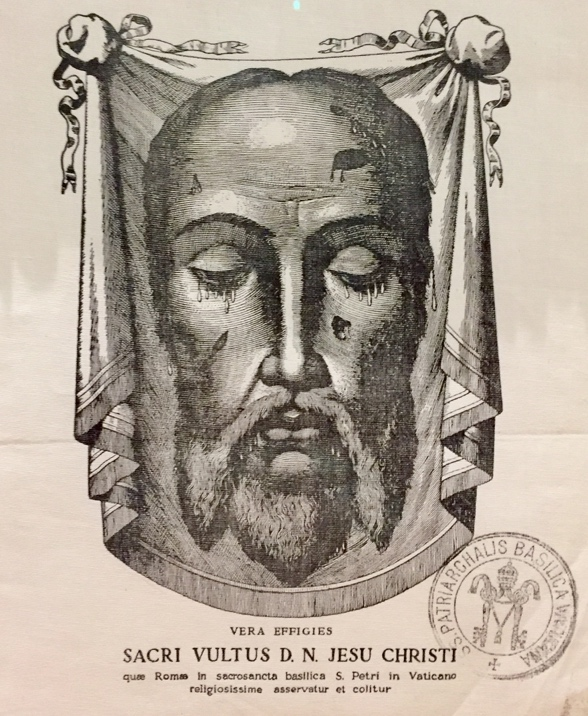 VERA EFFIGIES
SACRI VULTUS D. N. JESU CHRISTI
quæ Romæ in sacrosancta basilica S. Petri in Vaticano
religiosissime asservatur et colitur
PATRIARCHALIS BASILICA VATICANA